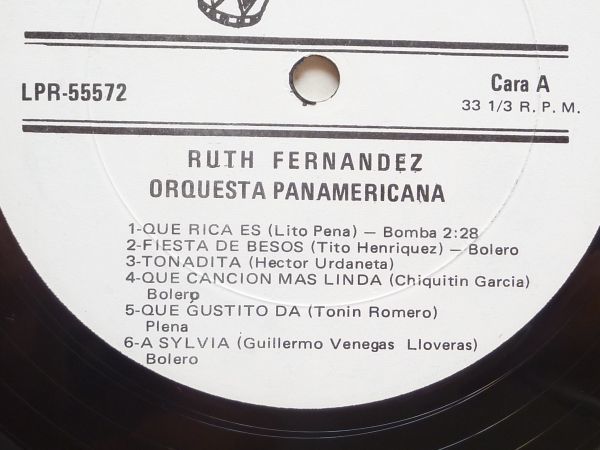 LPR-55572
Cara A
33 1/3 R. P. M.
RUTH FERNANDEZ
ORQUESTA PANAMERICANA
1-QUE RICA ES (Lito Pena) — Bomba 2:28
2-FIESTA DE BESOS (Tito Henriquez) — Bolero
3-TONADITA (Hector Urdaneta)
4-QUE CANCION MAS LINDA (Chiquitin Garcia)
Bolero
5-QUE GUSTITO DA (Tonin Romero)
Plena
6-A SYLVIA (Guillermo Venegas Lloveras)
Bolero